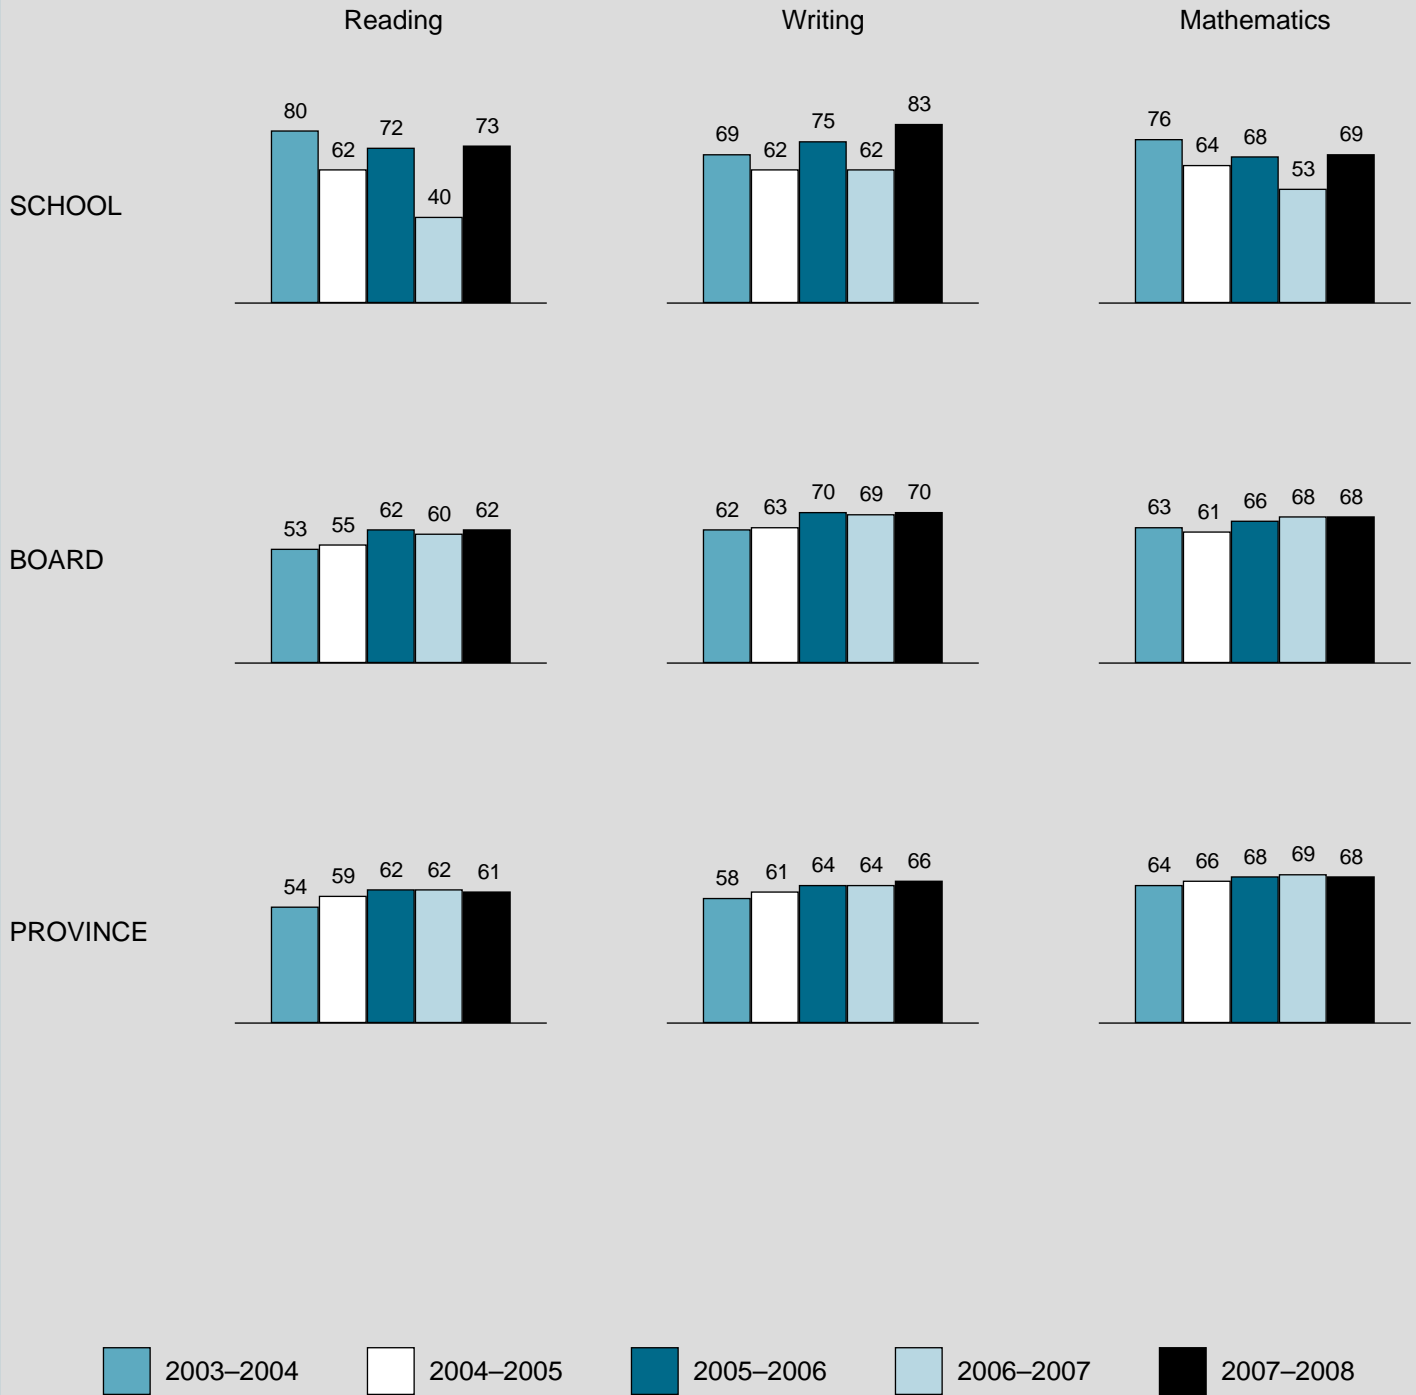 Reading Writing Mathematics
80 62 72 40 73 69 62 75 62 83 76 64 68 53 69
SCHOOL
53 55 62 60 62 62 63 70 69 70 63 61 66 68 68
BOARD
54 59 62 62 61 58 61 64 64 66 64 66 68 69 68
PROVINCE
2003–2004 2004–2005 2005–2006 2006–2007 2007–2008